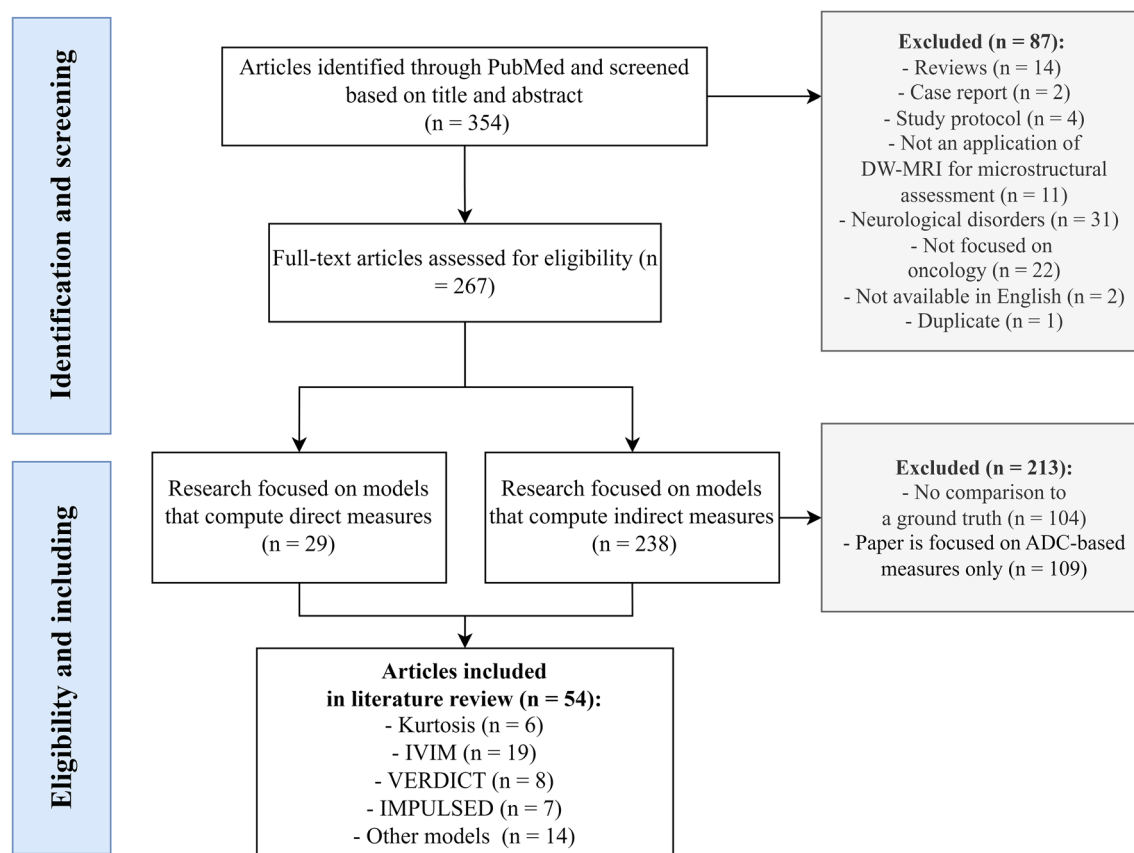 Identification and screening
Articles identified through PubMed and screened
based on title and abstract
(n = 354)
Excluded (n = 87):
- Reviews (n = 14)
- Case report (n = 2)
- Study protocol (n = 4)
- Not an application of
DW-MRI for microstructural
assessment (n = 11)
- Neurological disorders (n = 31)
- Not focused on
oncology (n = 22)
- Not available in English (n = 2)
- Duplicate (n = 1)
Full-text articles assessed for eligibility (n
= 267)
Eligibility and including
Research focused on models
that compute direct measures
(n = 29)
Research focused on models
that compute indirect measures
(n = 238)
Excluded (n = 213):
- No comparison to
a ground truth (n = 104)
- Paper is focused on ADC-based
measures only (n = 109)
Articles included
in literature review (n = 54):
- Kurtosis (n = 6)
- IVIM (n = 19)
- VERDICT (n = 8)
- IMPULSED (n = 7)
- Other models (n = 14)